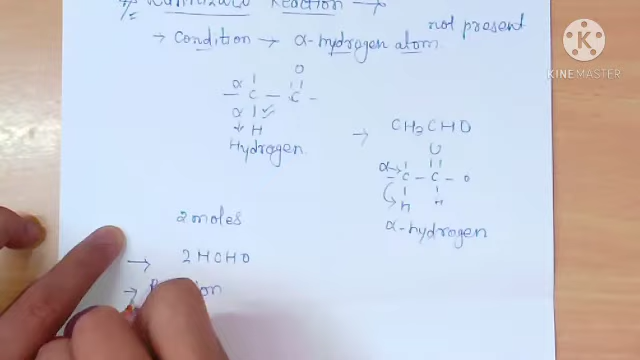 Reaction →
not present
→ Condition → α-hydrogen atom
O
α
— C — C —
α
H
Hydrogen
→ CH₃CHO
O
α→
— C — C — O
H H
α-hydrogen
2 moles
→ 2 HCHO
→
KINEMASTER